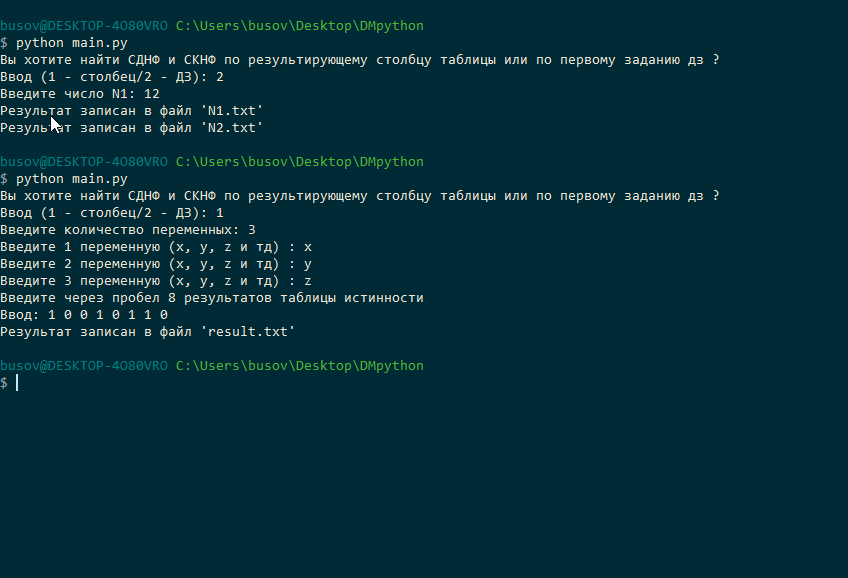 busov@DESKTOP-4O80VRO C:\Users\busov\Desktop\DMpython
$ python main.py
Вы хотите найти СДНФ и СКНФ по результирующему столбцу таблицы или по первому заданию дз ?
Ввод (1 - столбец/2 - ДЗ): 2
Введите число N1: 12
Результат записан в файл 'N1.txt'
Результат записан в файл 'N2.txt'
busov@DESKTOP-4O80VRO C:\Users\busov\Desktop\DMpython
$ python main.py
Вы хотите найти СДНФ и СКНФ по результирующему столбцу таблицы или по первому заданию дз ?
Ввод (1 - столбец/2 - ДЗ): 1
Введите количество переменных: 3
Введите 1 переменную (x, y, z и тд) : x
Введите 2 переменную (x, y, z и тд) : y
Введите 3 переменную (x, y, z и тд) : z
Введите через пробел 8 результатов таблицы истинности
Ввод: 1 0 0 1 0 1 1 0
Результат записан в файл 'result.txt'
busov@DESKTOP-4O80VRO C:\Users\busov\Desktop\DMpython
$